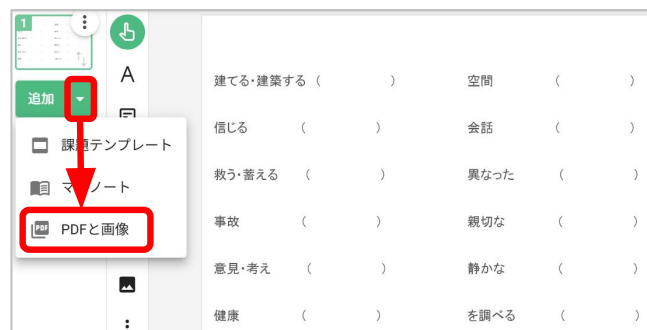 1
A
追加
課題テンプレート
マイノート
PDF PDFと画像
建てる・建築する（　　　　　） 空間　　　　（　　　　　）
信じる　　　（　　　　　） 会話　　　　（　　　　　）
救う・蓄える　（　　　　　） 異なった　　（　　　　　）
事故　　　　（　　　　　） 親切な　　　（　　　　　）
意見・考え　（　　　　　） 静かな　　　（　　　　　）
健康　　　　（　　　　　） を調べる　　（　　　　　）